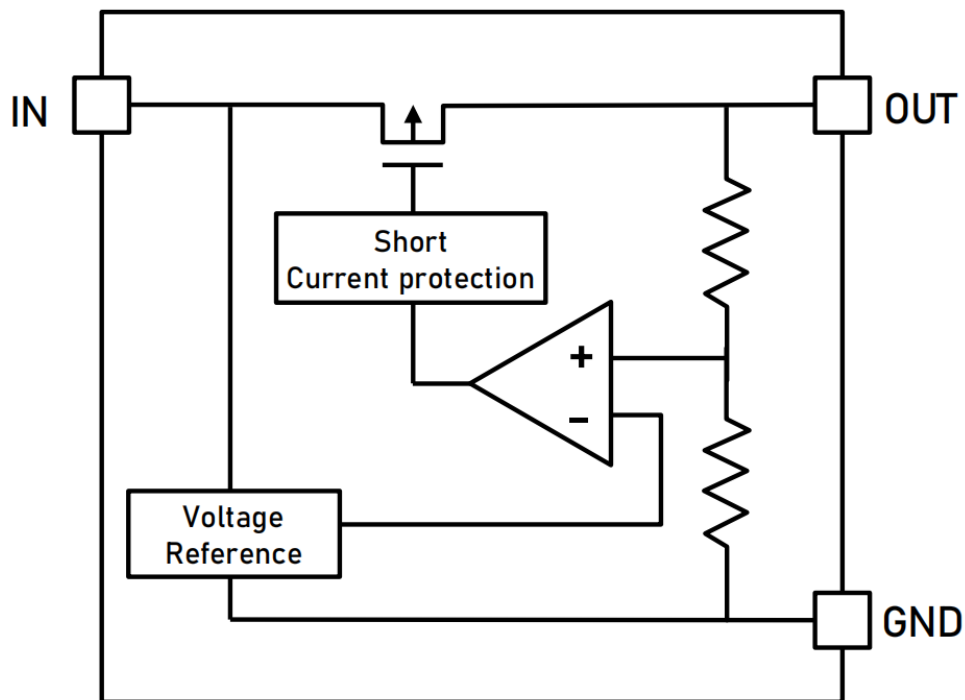 IN
OUT
Short
Current protection
+
-
Voltage
Reference
GND